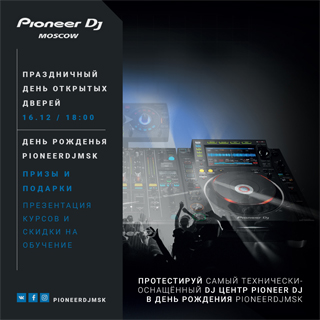 Pioneer Dj
MOSCOW
ПРАЗДНИЧНЫЙ
ДЕНЬ ОТКРЫТЫХ
ДВЕРЕЙ
16.12 / 18:00
ДЕНЬ РОЖДЕНЬЯ
PIONEERDJMSK
ПРИЗЫ И
ПОДАРКИ
ПРЕЗЕНТАЦИЯ
КУРСОВ И
СКИДКИ НА
ОБУЧЕНИЕ
ПРОТЕСТИРУЙ САМЫЙ ТЕХНИЧЕСКИ-
ОСНАЩЁННЫЙ DJ ЦЕНТР PIONEER DJ
В ДЕНЬ РОЖДЕНИЯ PIONEERDJMSK
PIONEERDJMSK